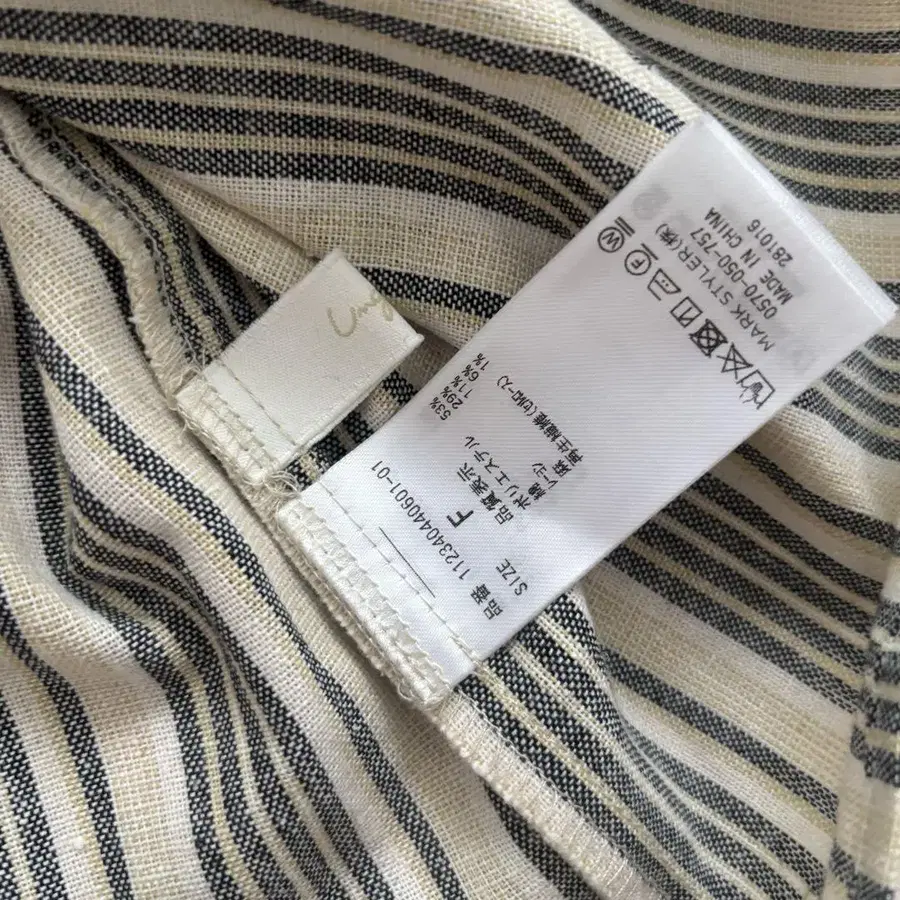 品番 112340440601-01
SIZE F
品質表示
ポリエステル 53%
綿 29%
レーヨン 11%
麻 6%
再生繊維(セルロース) 1%
MARK STYLER(株)
0570-050-757
MADE IN CHINA
281016